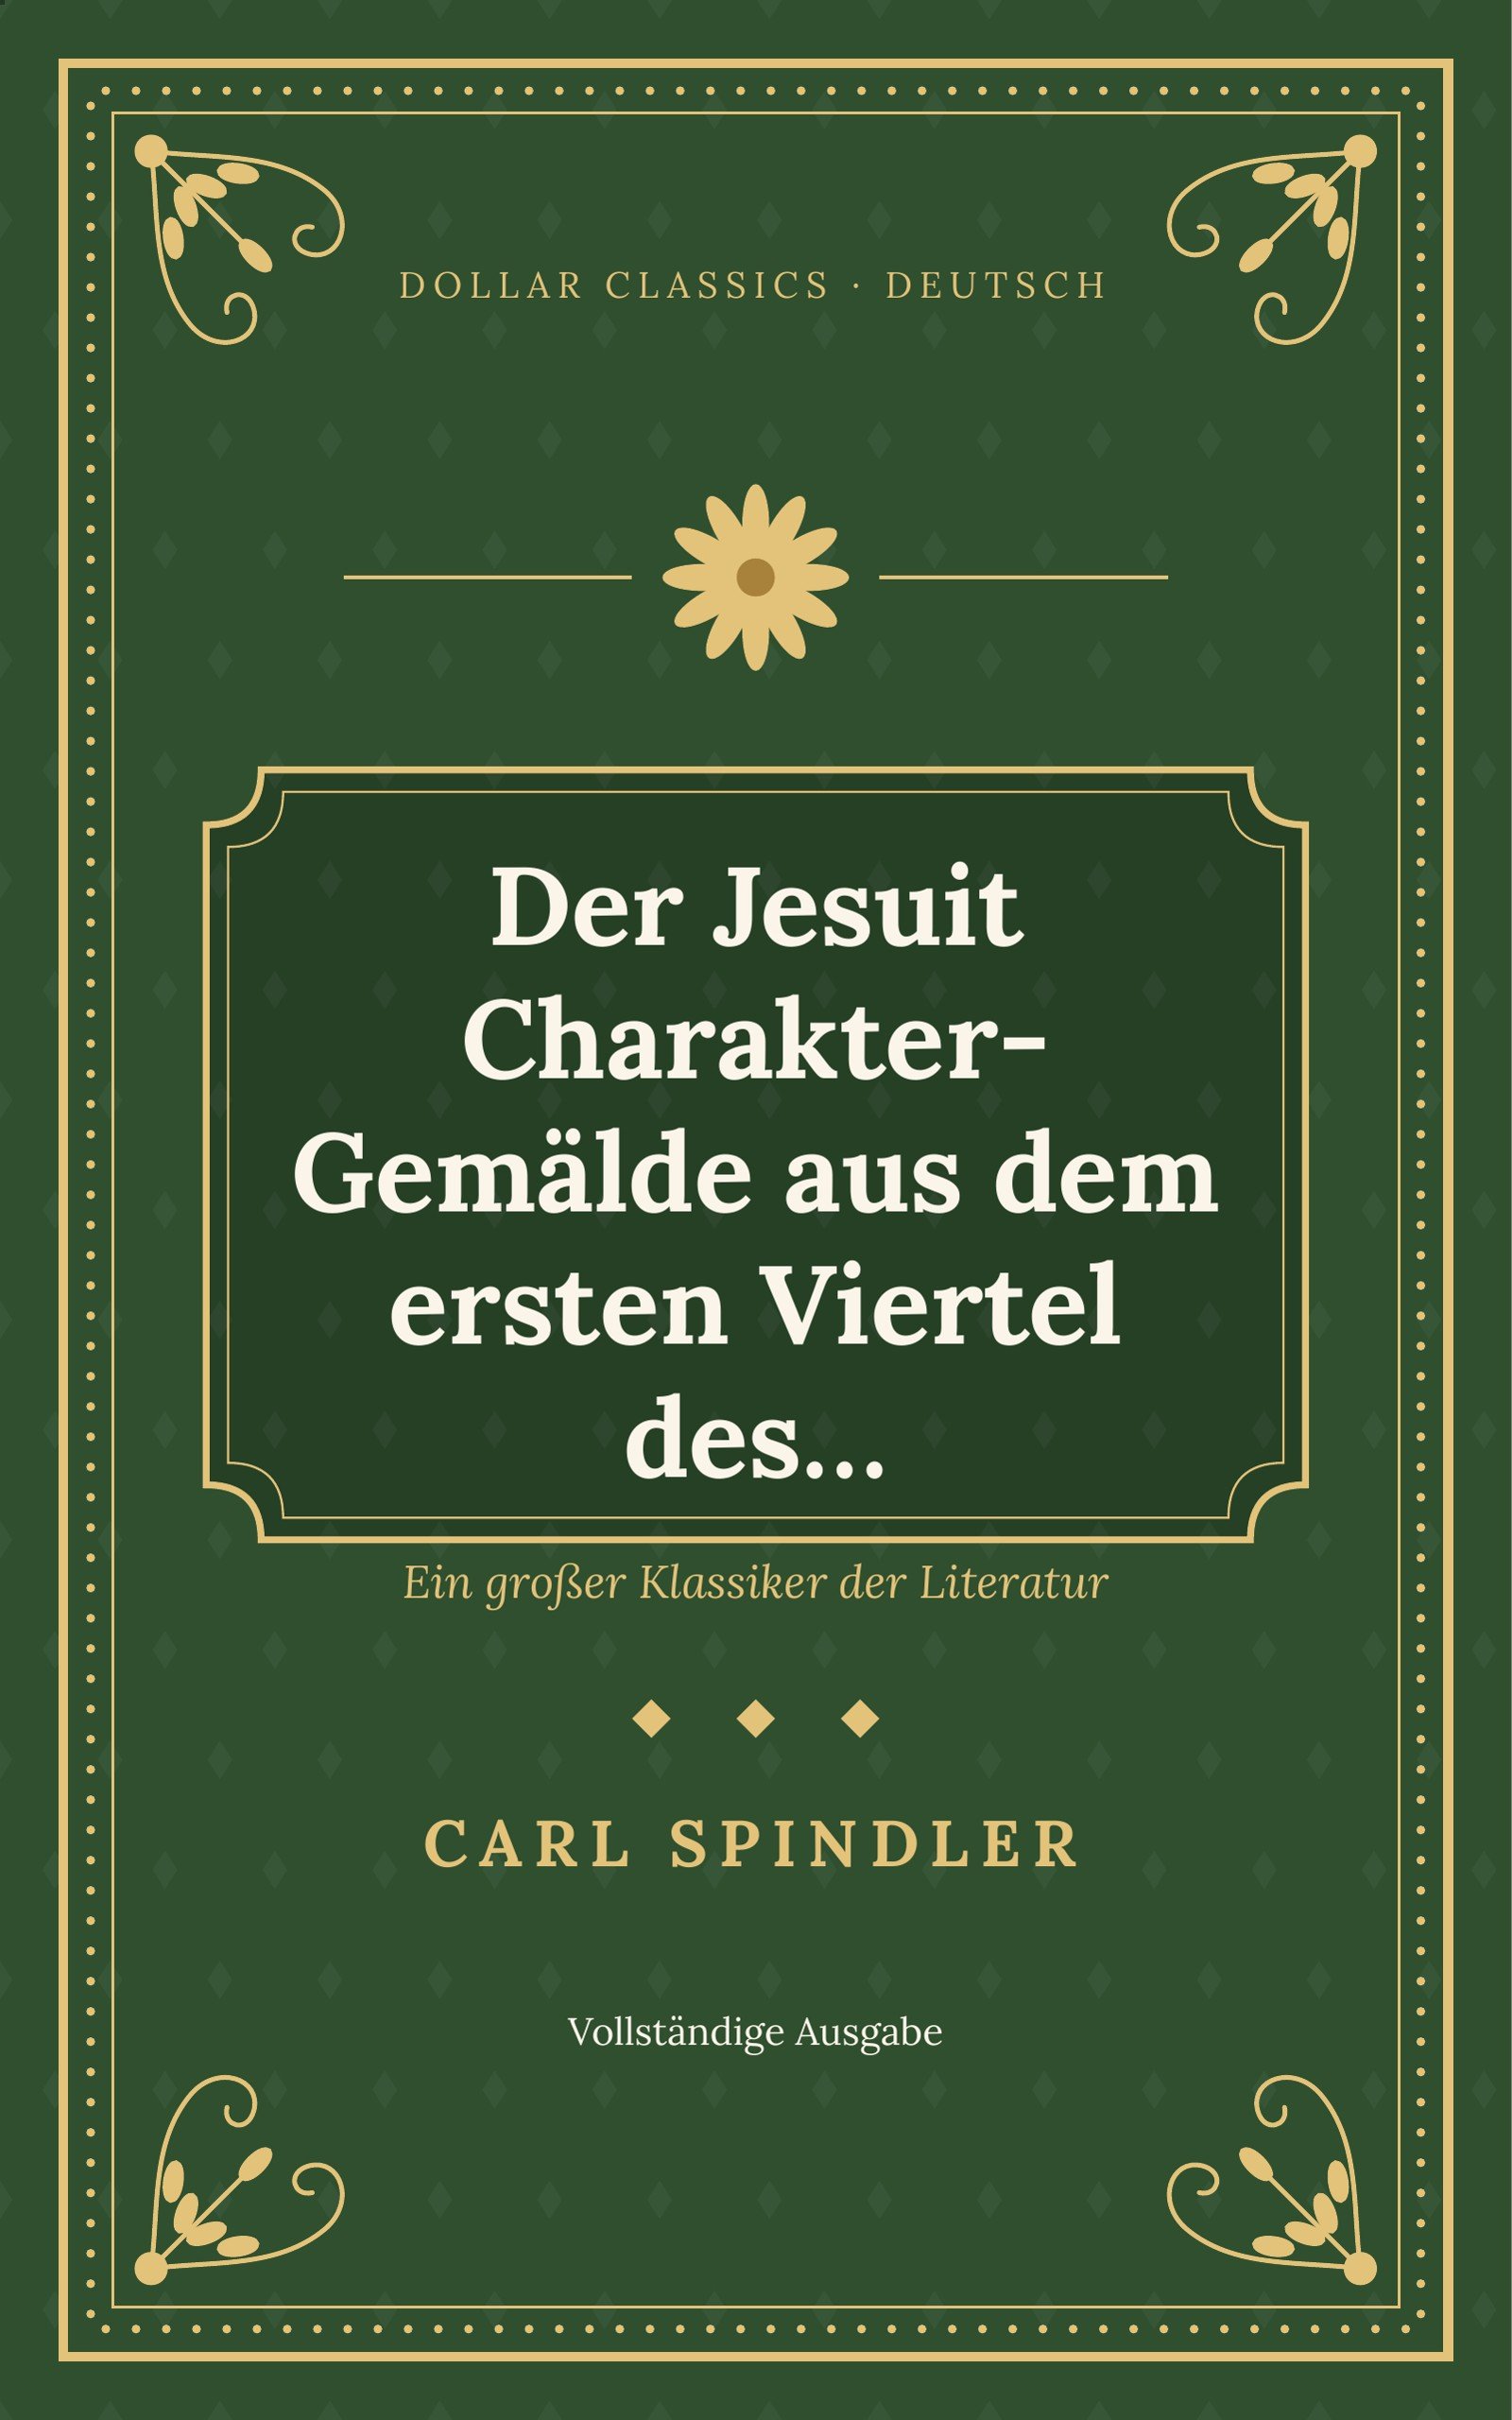 DOLLAR CLASSICS · DEUTSCH
Der Jesuit
Charakter-
Gemälde aus dem
ersten Viertel
des...
Ein großer Klassiker der Literatur
CARL SPINDLER
Vollständige Ausgabe